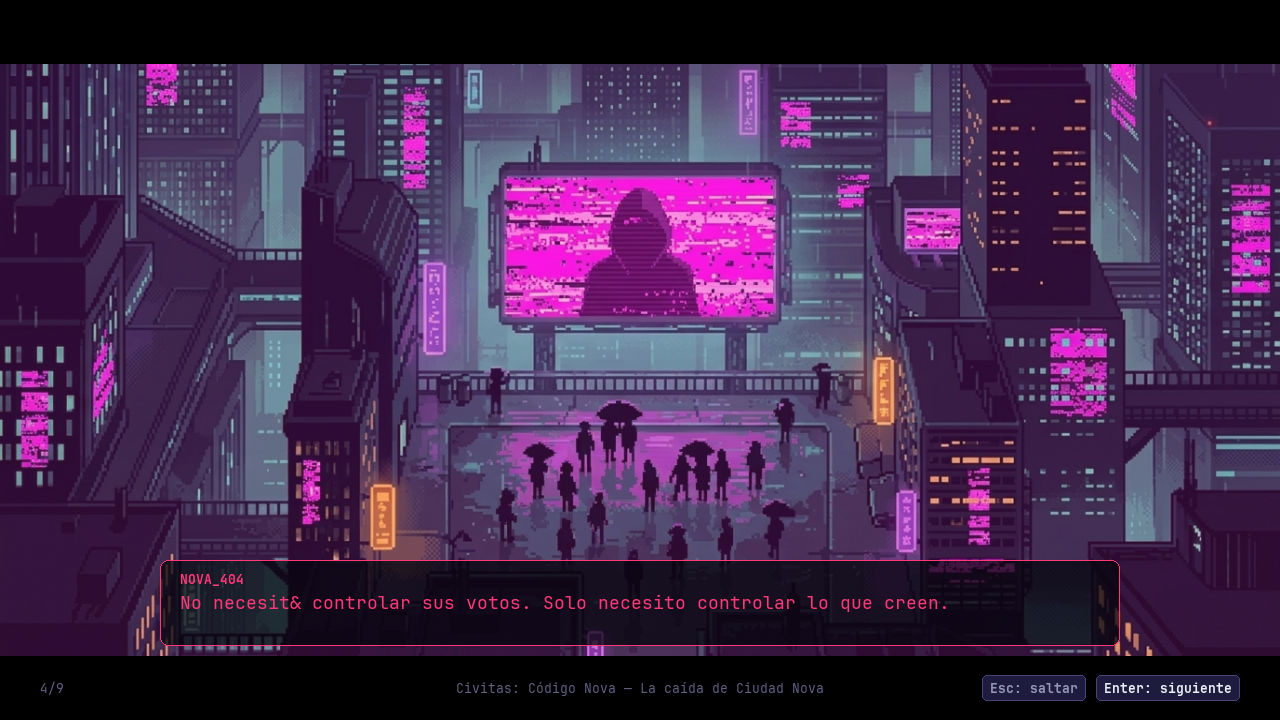 NOVA_404
No necesit& controlar sus votos. Solo necesito controlar lo que creen.
4/9
Civitas: Código Nova — La caída de Ciudad Nova
Esc: saltar
Enter: siguiente